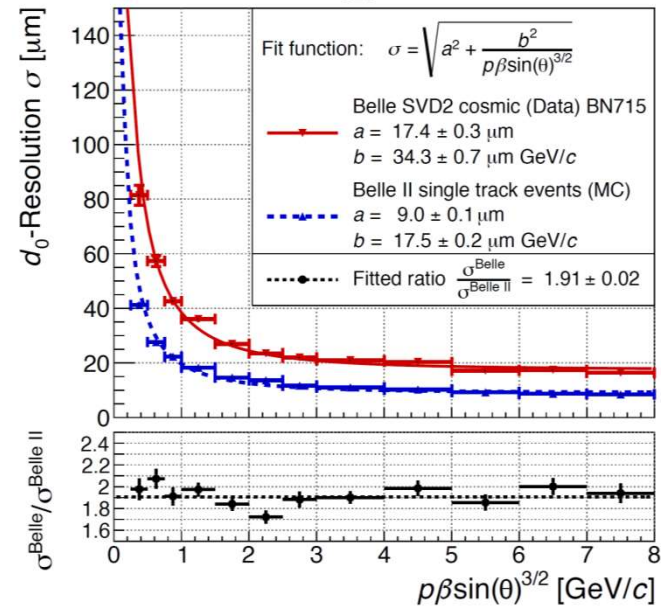 d₀-Resolution σ [μm]
140
120
100
80
60
40
20
0
Fit function: σ = √(a² + b²/(pβsin(θ)^3/2))
Belle SVD2 cosmic (Data) BN715
a = 17.4 ± 0.3 μm
b = 34.3 ± 0.7 μm GeV/c
Belle II single track events (MC)
a = 9.0 ± 0.1 μm
b = 17.5 ± 0.2 μm GeV/c
Fitted ratio σ^Belle/σ^Belle II = 1.91 ± 0.02
σ^Belle/σ^Belle II
2.4
2.2
2
1.8
1.6
0 1 2 3 4 5 6 7 8
pβsin(θ)^3/2 [GeV/c]